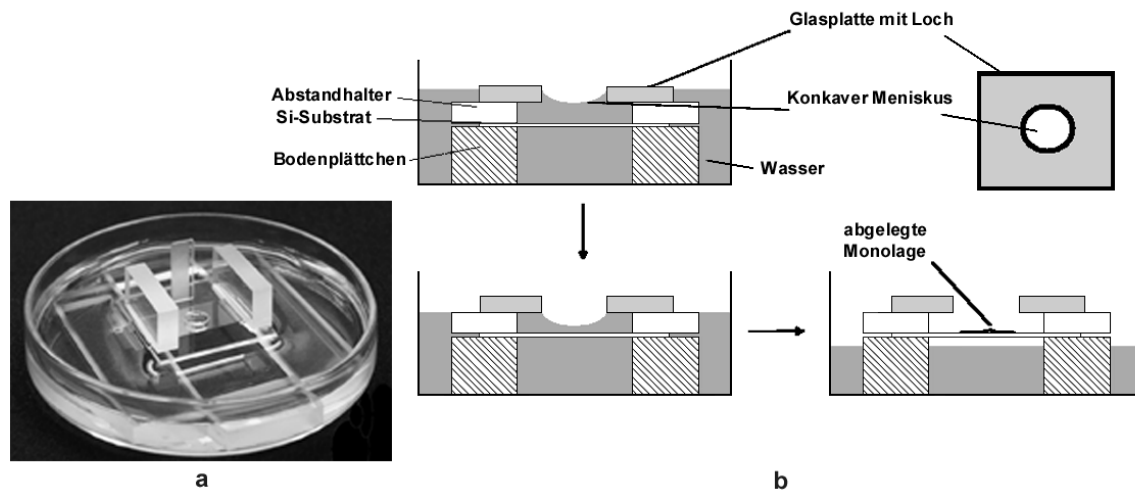 Glasplatte mit Loch
Abstandhalter
Konkaver Meniskus
Si-Substrat
Bodenplättchen
Wasser
abgelegte
Monolage
a
b